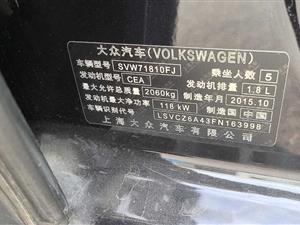 大众汽车(VOLKSWAGEN)
车辆型号 SVW71810FJ 乘坐人数 5
发动机型号 CEA 发动机排量 1.8 L
最大允许总质量 2060kg 制造年月 2015.10
发动机最大净功率 118 kW 制造国 中国
车辆识别代号 LSVCZ6A43FN163998
上海大众汽车有限公司